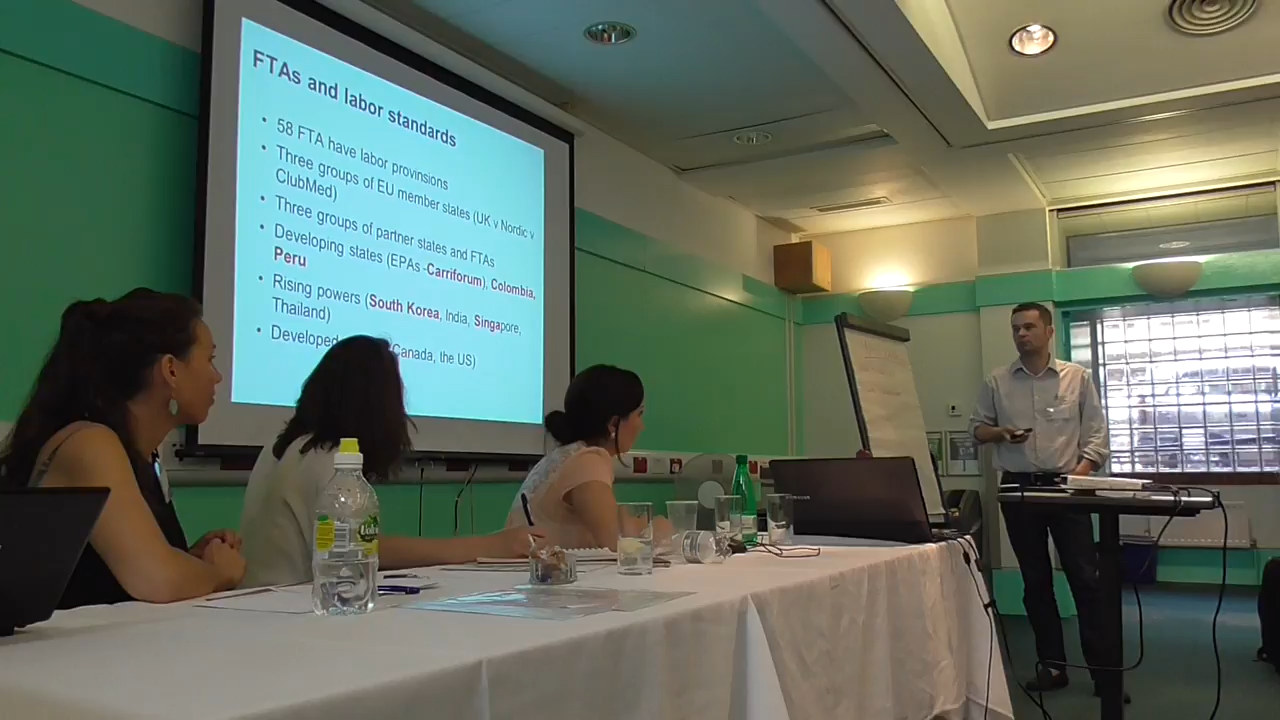 FTAs and labor standards
• 58 FTA have labor provinsions
• Three groups of EU member states (UK v Nordic v
ClubMed)
• Three groups of partner states and FTAs
• Developing states (EPAs -Carriforum), Colombia,
Peru
• Rising powers (South Korea, India, Singapore,
Thailand)
• Developed Canada, the US)